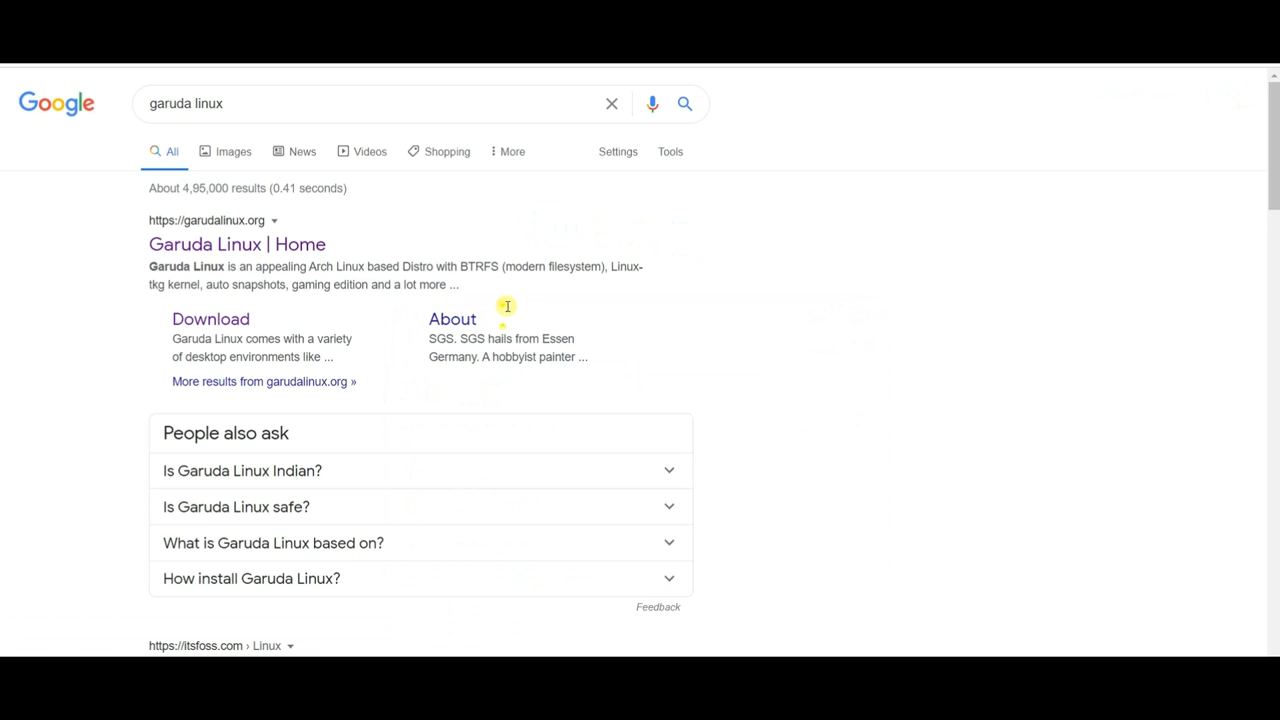 Google
garuda linux
All Images News Videos Shopping More Settings Tools
About 4,95,000 results (0.41 seconds)
https://garudalinux.org
Garuda Linux | Home
Garuda Linux is an appealing Arch Linux based Distro with BTRFS (modern filesystem), Linux-
tkg kernel, auto snapshots, gaming edition and a lot more ...
Download
Garuda Linux comes with a variety
of desktop environments like ...
About
SGS. SGS hails from Essen
Germany. A hobbyist painter ...
More results from garudalinux.org »
People also ask
Is Garuda Linux Indian?
Is Garuda Linux safe?
What is Garuda Linux based on?
How install Garuda Linux?
Feedback
https://itsfoss.com › Linux